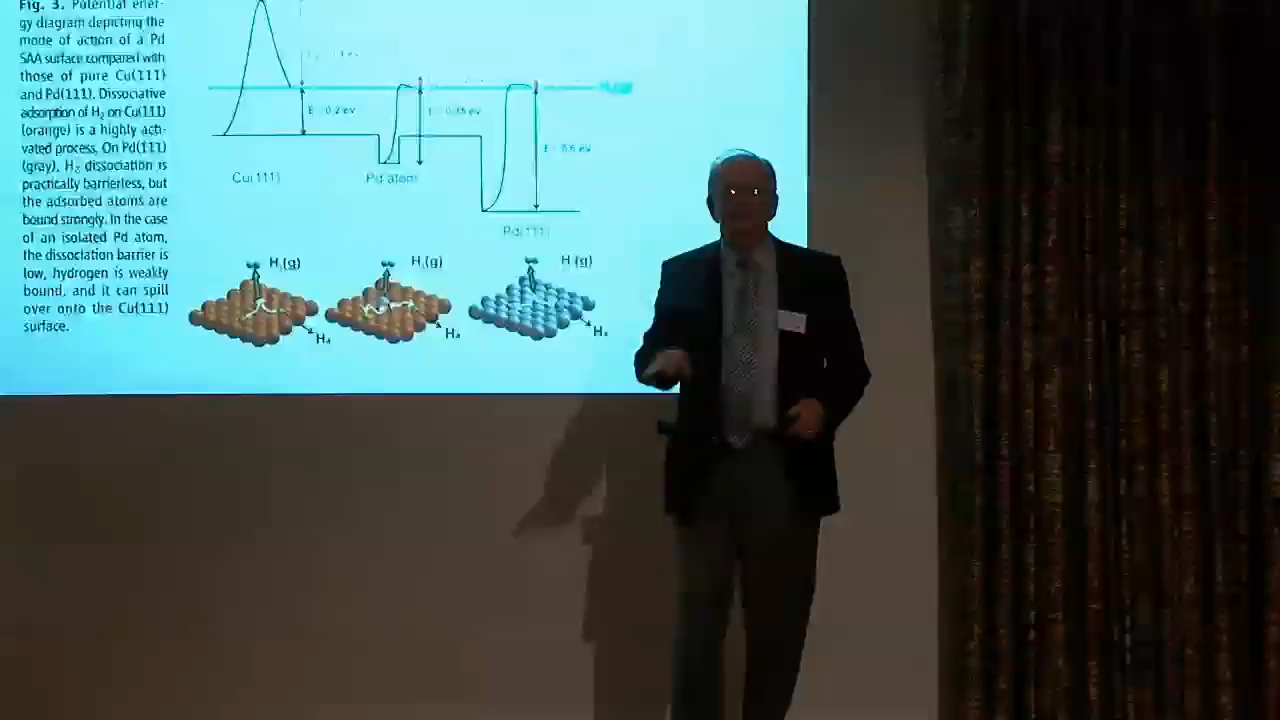 Fig. 3. Potential ener-
gy diagram depicting the
mode of action of a Pd
SAA surface compared with
those of pure Cu(111)
and Pd(111). Dissociative
adsorption of H₂ on Cu(111)
(orange) is a highly acti-
vated process. On Pd(111)
(gray), H₂ dissociation is
practically barrierless, but
the adsorbed atoms are
bound strongly. In the case
of an isolated Pd atom,
the dissociation barrier is
low, hydrogen is weakly
bound, and it can spill
over onto the Cu(111)
surface.
Cu(111)
Pd atom
Pd(111)
H₂(g)
H₂(g)
H (g)
Hₐ
Hₐ
Hₐ